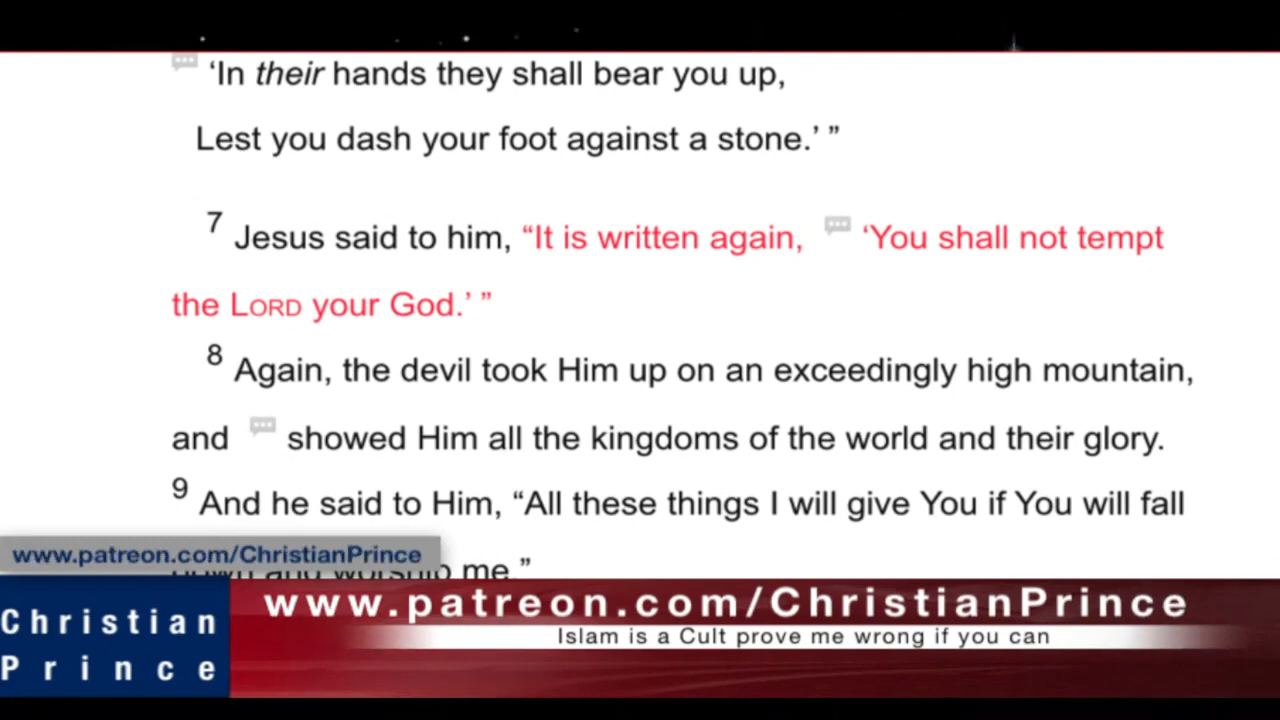 ‘In their hands they shall bear you up,
Lest you dash your foot against a stone.’ ”
7 Jesus said to him, “It is written again, ‘You shall not tempt
the LORD your God.’ ”
8 Again, the devil took Him up on an exceedingly high mountain,
and showed Him all the kingdoms of the world and their glory.
9 And he said to Him, “All these things I will give You if You will fall
down and worship me.”
www.patreon.com/ChristianPrince
Christian
Prince
www.patreon.com/ChristianPrince
Islam is a Cult prove me wrong if you can